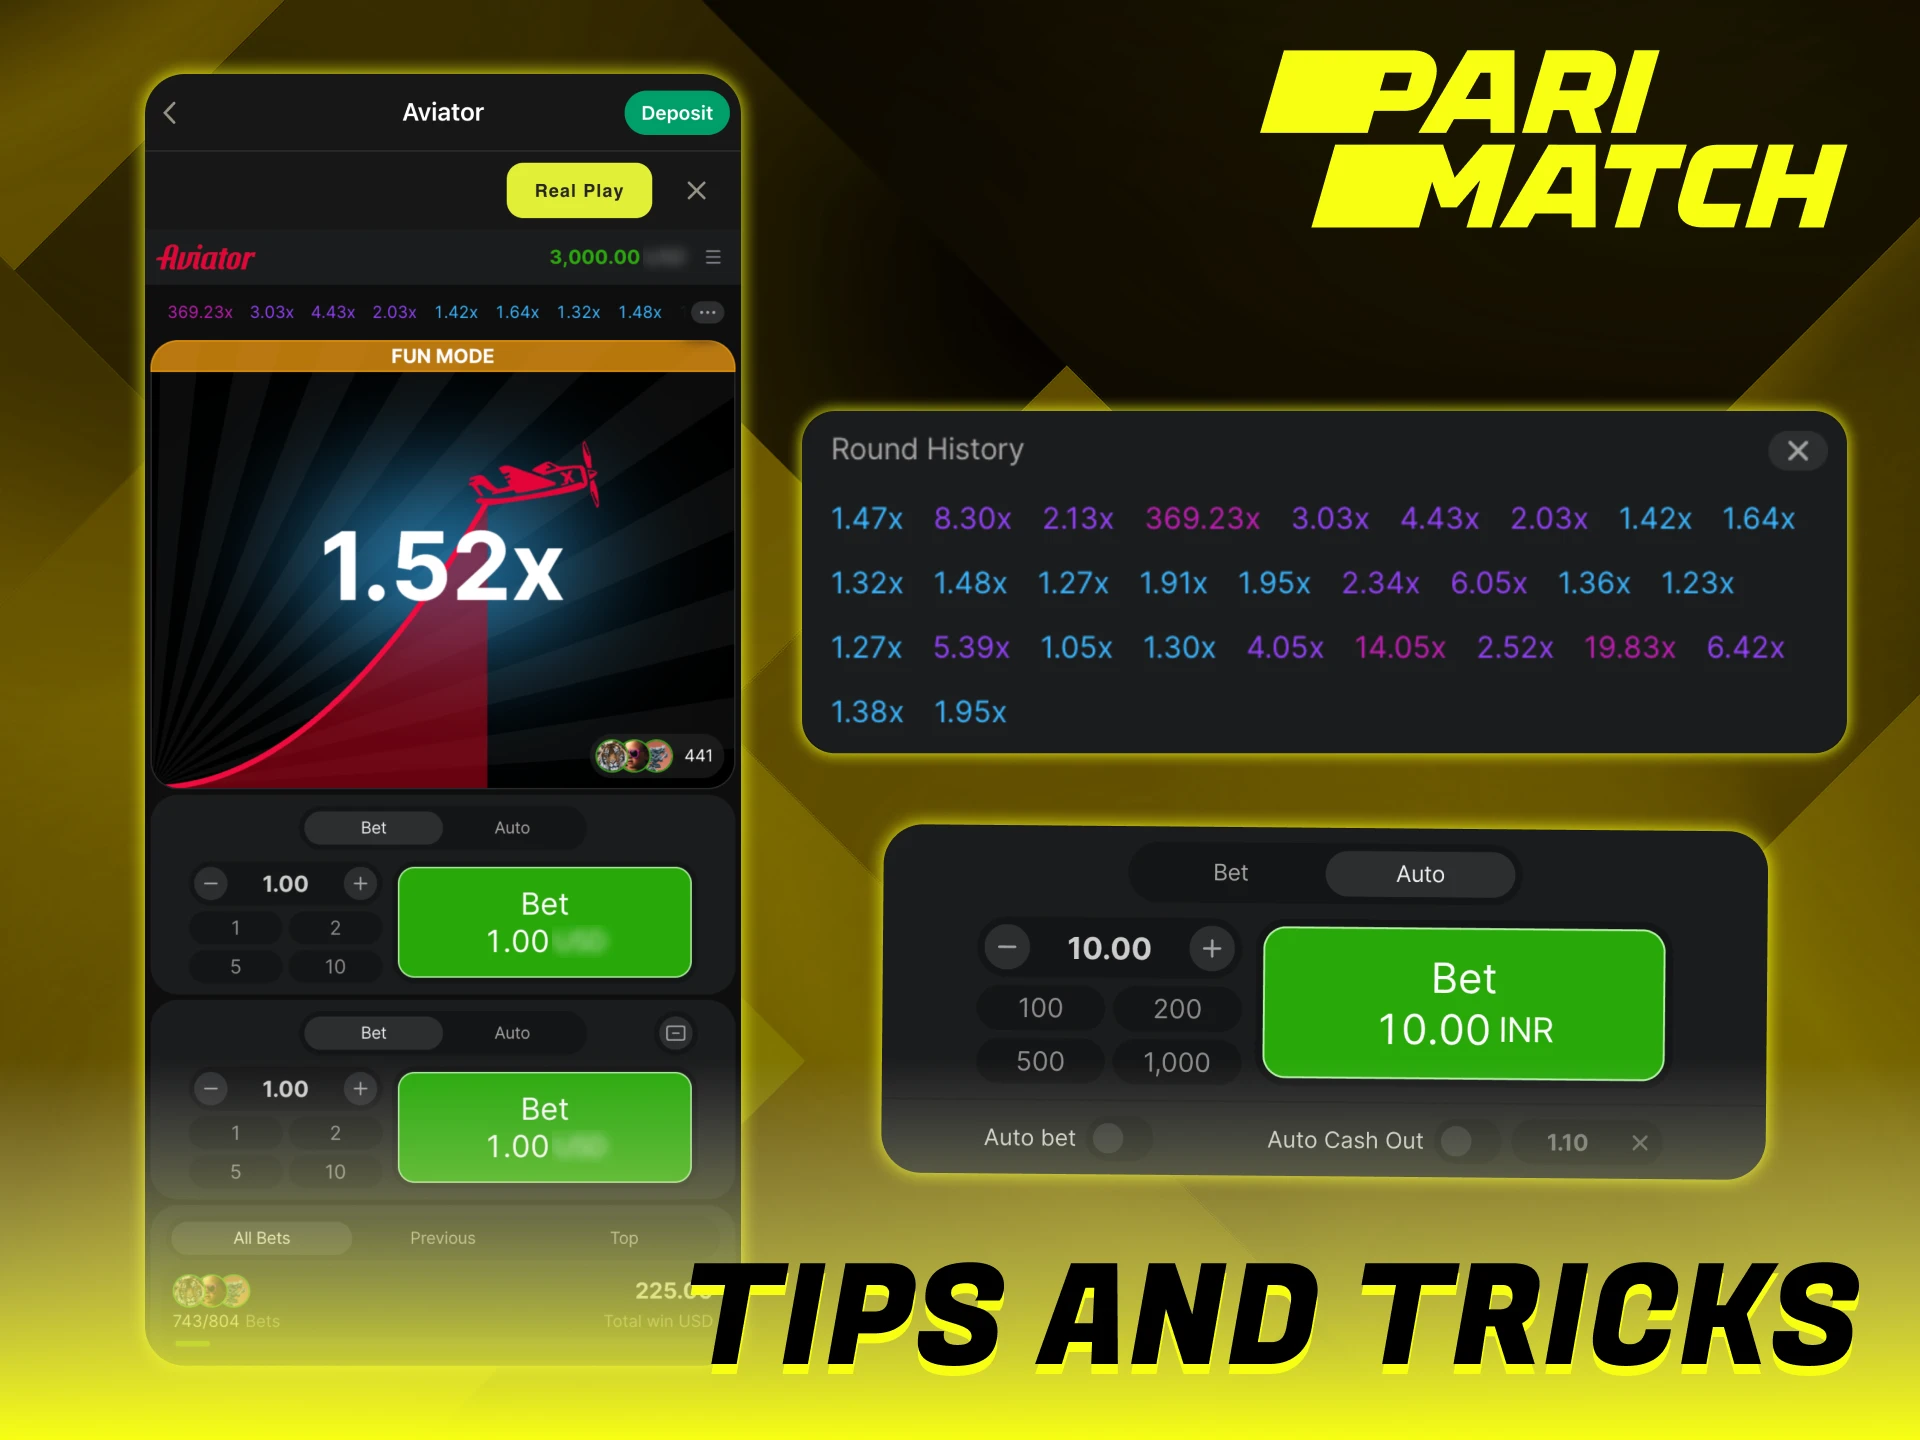 PARI
MATCH
Aviator
Deposit
Real Play
Aviator
3,000.00
369.23x 3.03x 4.43x 2.03x 1.42x 1.64x 1.32x 1.48x
FUN MODE
1.52x
441
Bet Auto
1.00
1 2
5 10
Bet
1.00
Bet Auto
1.00
1 2
5 10
Bet
1.00
All Bets Previous Top
743/804 Bets
Total win USD
Round History
1.47x 8.30x 2.13x 369.23x 3.03x 4.43x 2.03x 1.42x 1.64x
1.32x 1.48x 1.27x 1.91x 1.95x 2.34x 6.05x 1.36x 1.23x
1.27x 5.39x 1.05x 1.30x 4.05x 14.05x 2.52x 19.83x 6.42x
1.38x 1.95x
Bet Auto
10.00
100 200
500 1,000
Bet
10.00 INR
Auto bet Auto Cash Out 1.10
TIPS AND TRICKS